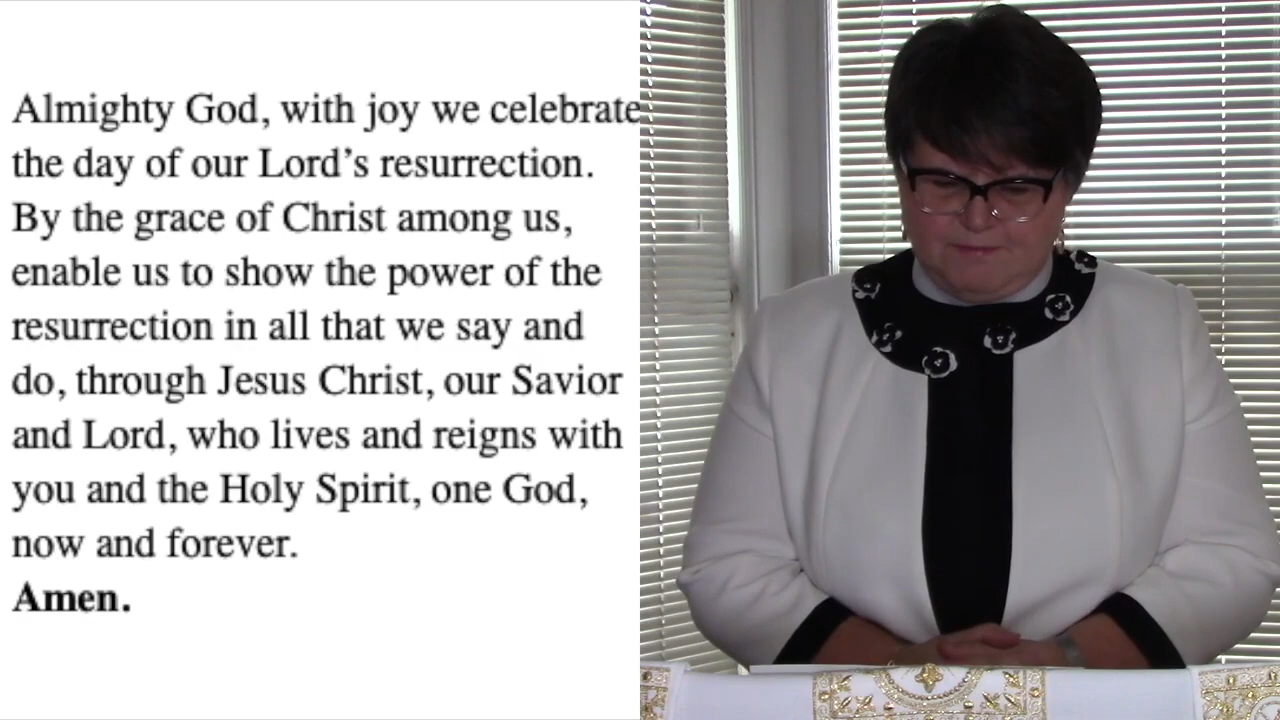 Almighty God, with joy we celebrate
the day of our Lord's resurrection.
By the grace of Christ among us,
enable us to show the power of the
resurrection in all that we say and
do, through Jesus Christ, our Savior
and Lord, who lives and reigns with
you and the Holy Spirit, one God,
now and forever.
Amen.